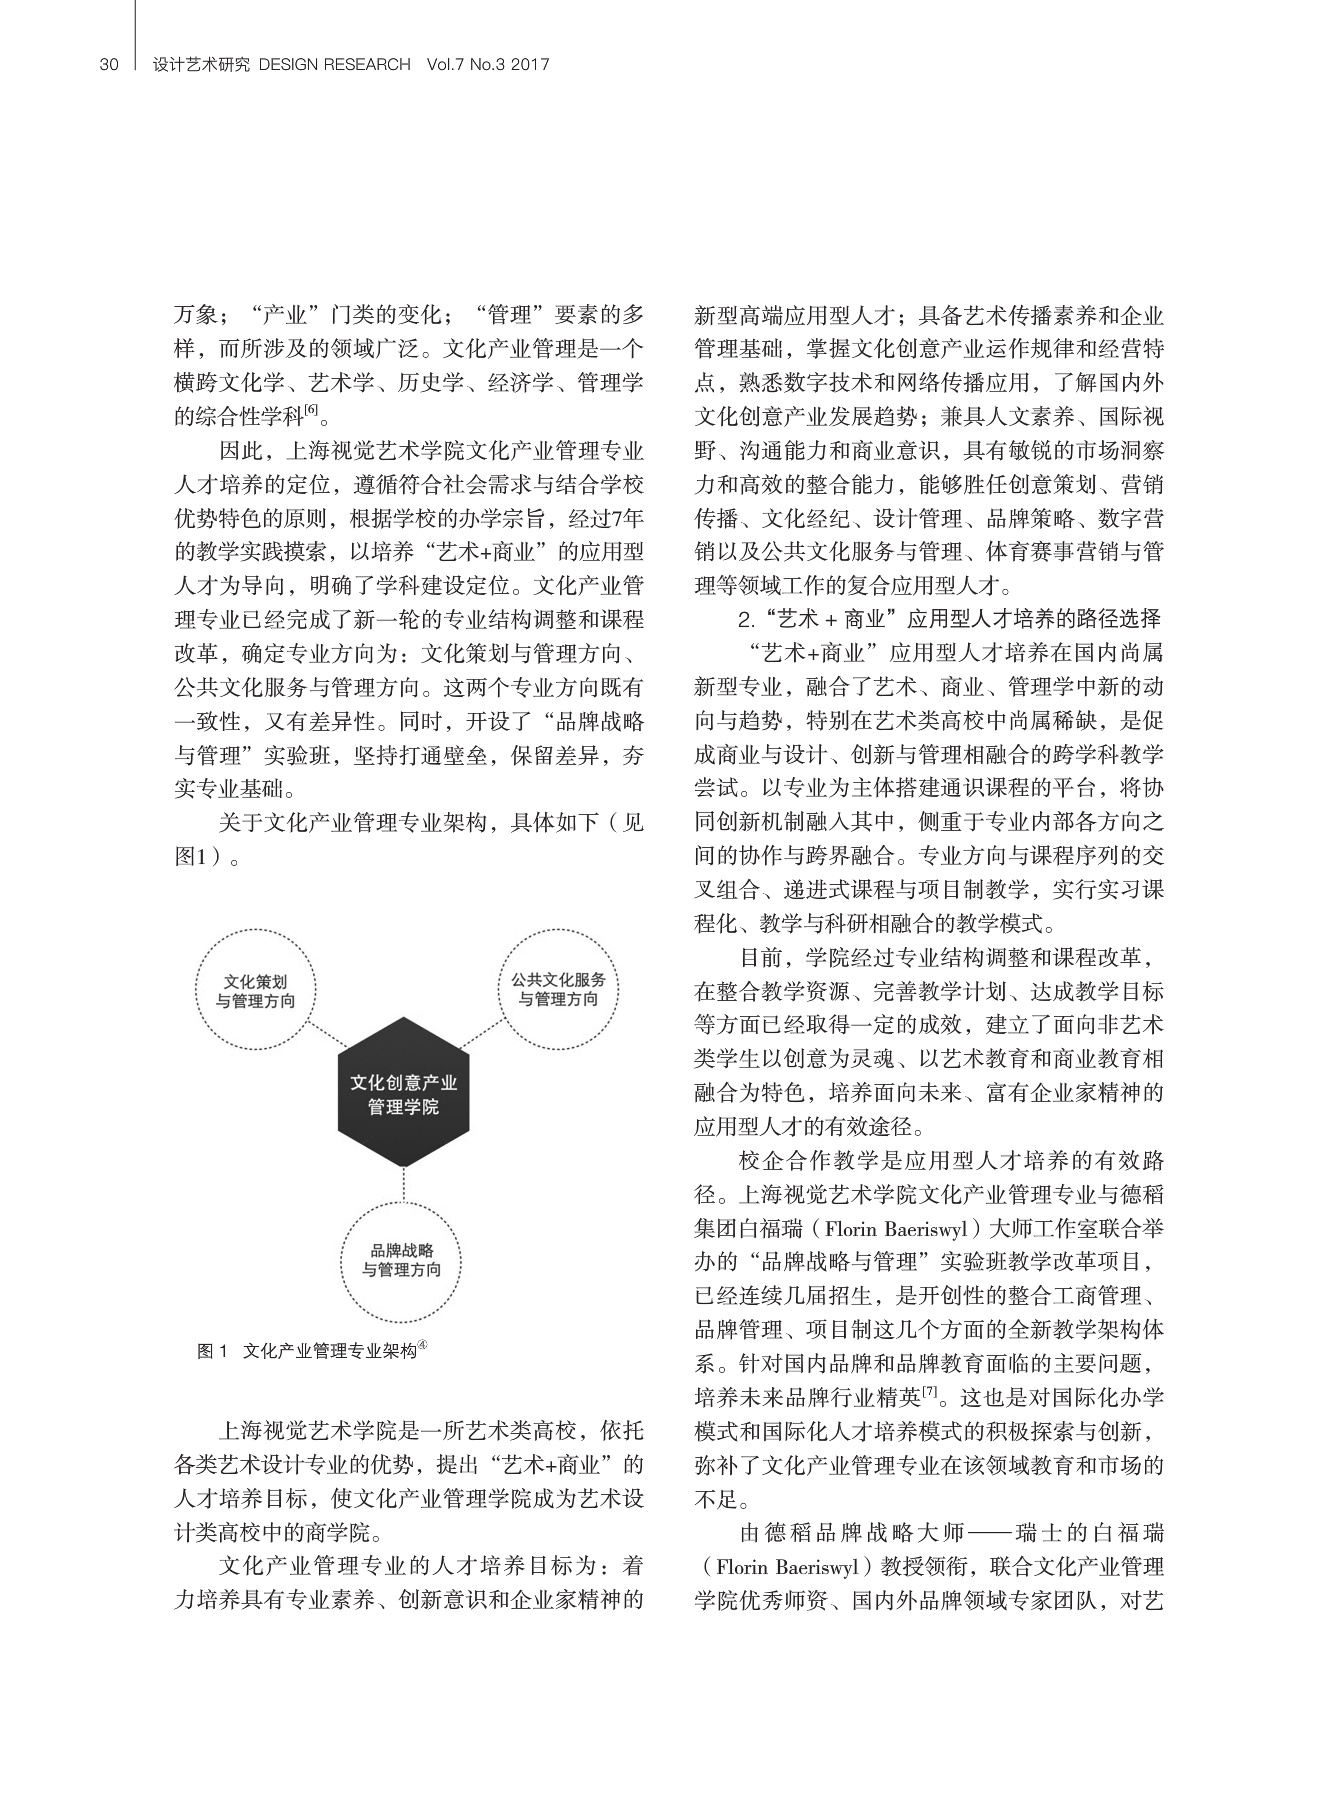 30 设计艺术研究 DESIGN RESEARCH Vol.7 No.3 2017
万象；“产业”门类的变化；“管理”要素的多
样，而所涉及的领域广泛。文化产业管理是一个
横跨文化学、艺术学、历史学、经济学、管理学
的综合性学科[6]。
因此，上海视觉艺术学院文化产业管理专业
人才培养的定位，遵循符合社会需求与结合学校
优势特色的原则，根据学校的办学宗旨，经过7年
的教学实践摸索，以培养“艺术+商业”的应用型
人才为导向，明确了学科建设定位。文化产业管
理专业已经完成了新一轮的专业结构调整和课程
改革，确定专业方向为：文化策划与管理方向、
公共文化服务与管理方向。这两个专业方向既有
一致性，又有差异性。同时，开设了“品牌战略
与管理”实验班，坚持打通壁垒，保留差异，夯
实专业基础。
关于文化产业管理专业架构，具体如下（见
图1）。
文化策划
与管理方向
公共文化服务
与管理方向
文化创意产业
管理学院
品牌战略
与管理方向
图 1 文化产业管理专业架构④
上海视觉艺术学院是一所艺术类高校，依托
各类艺术设计专业的优势，提出“艺术+商业”的
人才培养目标，使文化产业管理学院成为艺术设
计类高校中的商学院。
文化产业管理专业的人才培养目标为：着
力培养具有专业素养、创新意识和企业家精神的
新型高端应用型人才；具备艺术传播素养和企业
管理基础，掌握文化创意产业运作规律和经营特
点，熟悉数字技术和网络传播应用，了解国内外
文化创意产业发展趋势；兼具人文素养、国际视
野、沟通能力和商业意识，具有敏锐的市场洞察
力和高效的整合能力，能够胜任创意策划、营销
传播、文化经纪、设计管理、品牌策略、数字营
销以及公共文化服务与管理、体育赛事营销与管
理等领域工作的复合应用型人才。
2.“艺术 + 商业”应用型人才培养的路径选择
“艺术+商业”应用型人才培养在国内尚属
新型专业，融合了艺术、商业、管理学中新的动
向与趋势，特别在艺术类高校中尚属稀缺，是促
成商业与设计、创新与管理相融合的跨学科教学
尝试。以专业为主体搭建通识课程的平台，将协
同创新机制融入其中，侧重于专业内部各方向之
间的协作与跨界融合。专业方向与课程序列的交
叉组合、递进式课程与项目制教学，实行实习课
程化、教学与科研相融合的教学模式。
目前，学院经过专业结构调整和课程改革，
在整合教学资源、完善教学计划、达成教学目标
等方面已经取得一定的成效，建立了面向非艺术
类学生以创意为灵魂、以艺术教育和商业教育相
融合为特色，培养面向未来、富有企业家精神的
应用型人才的有效途径。
校企合作教学是应用型人才培养的有效路
径。上海视觉艺术学院文化产业管理专业与德稻
集团白福瑞（Florin Baeriswyl）大师工作室联合举
办的“品牌战略与管理”实验班教学改革项目，
已经连续几届招生，是开创性的整合工商管理、
品牌管理、项目制这几个方面的全新教学架构体
系。针对国内品牌和品牌教育面临的主要问题，
培养未来品牌行业精英[7]。这也是对国际化办学
模式和国际化人才培养模式的积极探索与创新，
弥补了文化产业管理专业在该领域教育和市场的
不足。
由德稻品牌战略大师——瑞士的白福瑞
（Florin Baeriswyl）教授领衔，联合文化产业管理
学院优秀师资、国内外品牌领域专家团队，对艺